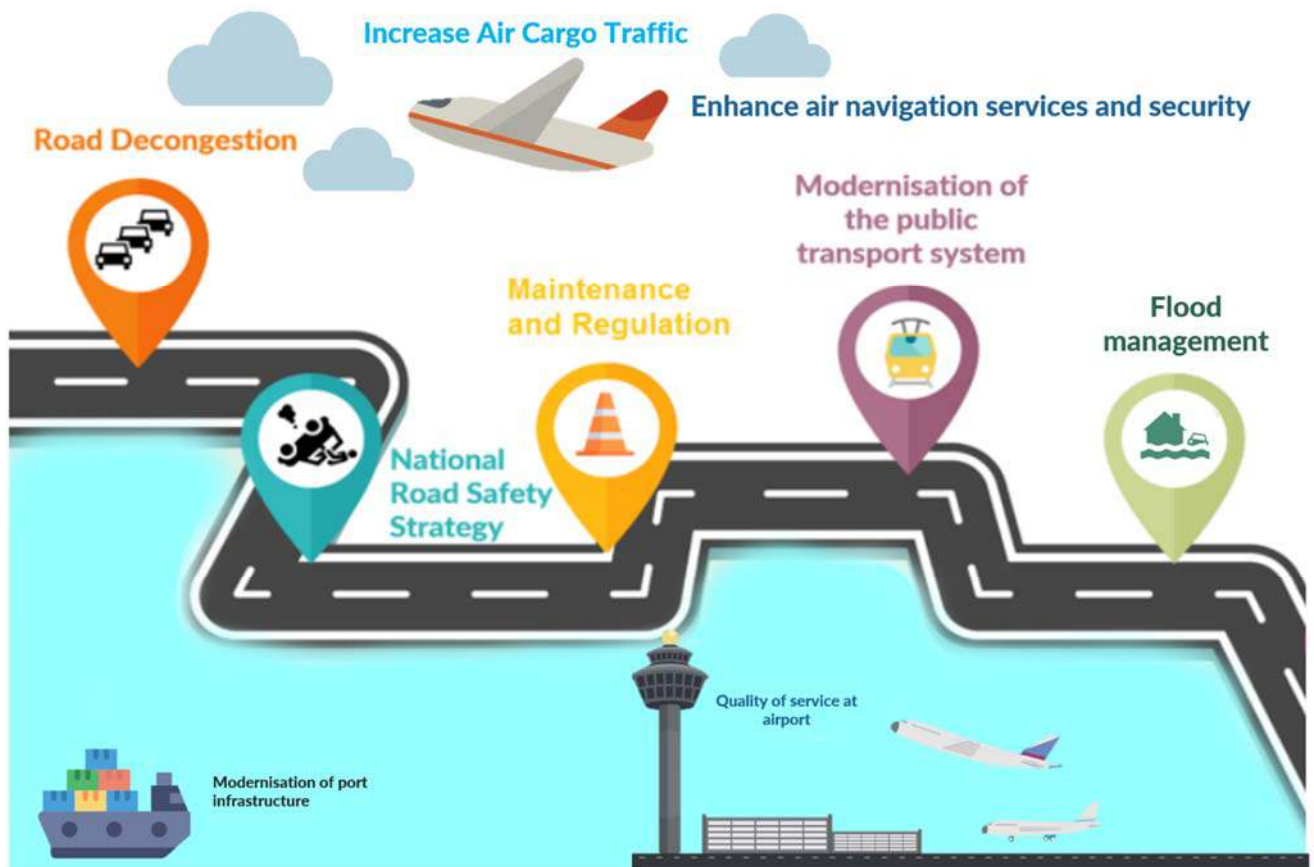 Increase Air Cargo Traffic
Enhance air navigation services and security
Road Decongestion
Modernisation of
the public
transport system
Maintenance
and Regulation
Flood
management
National
Road Safety
Strategy
Quality of service at
airport
Modernisation of port
infrastructure